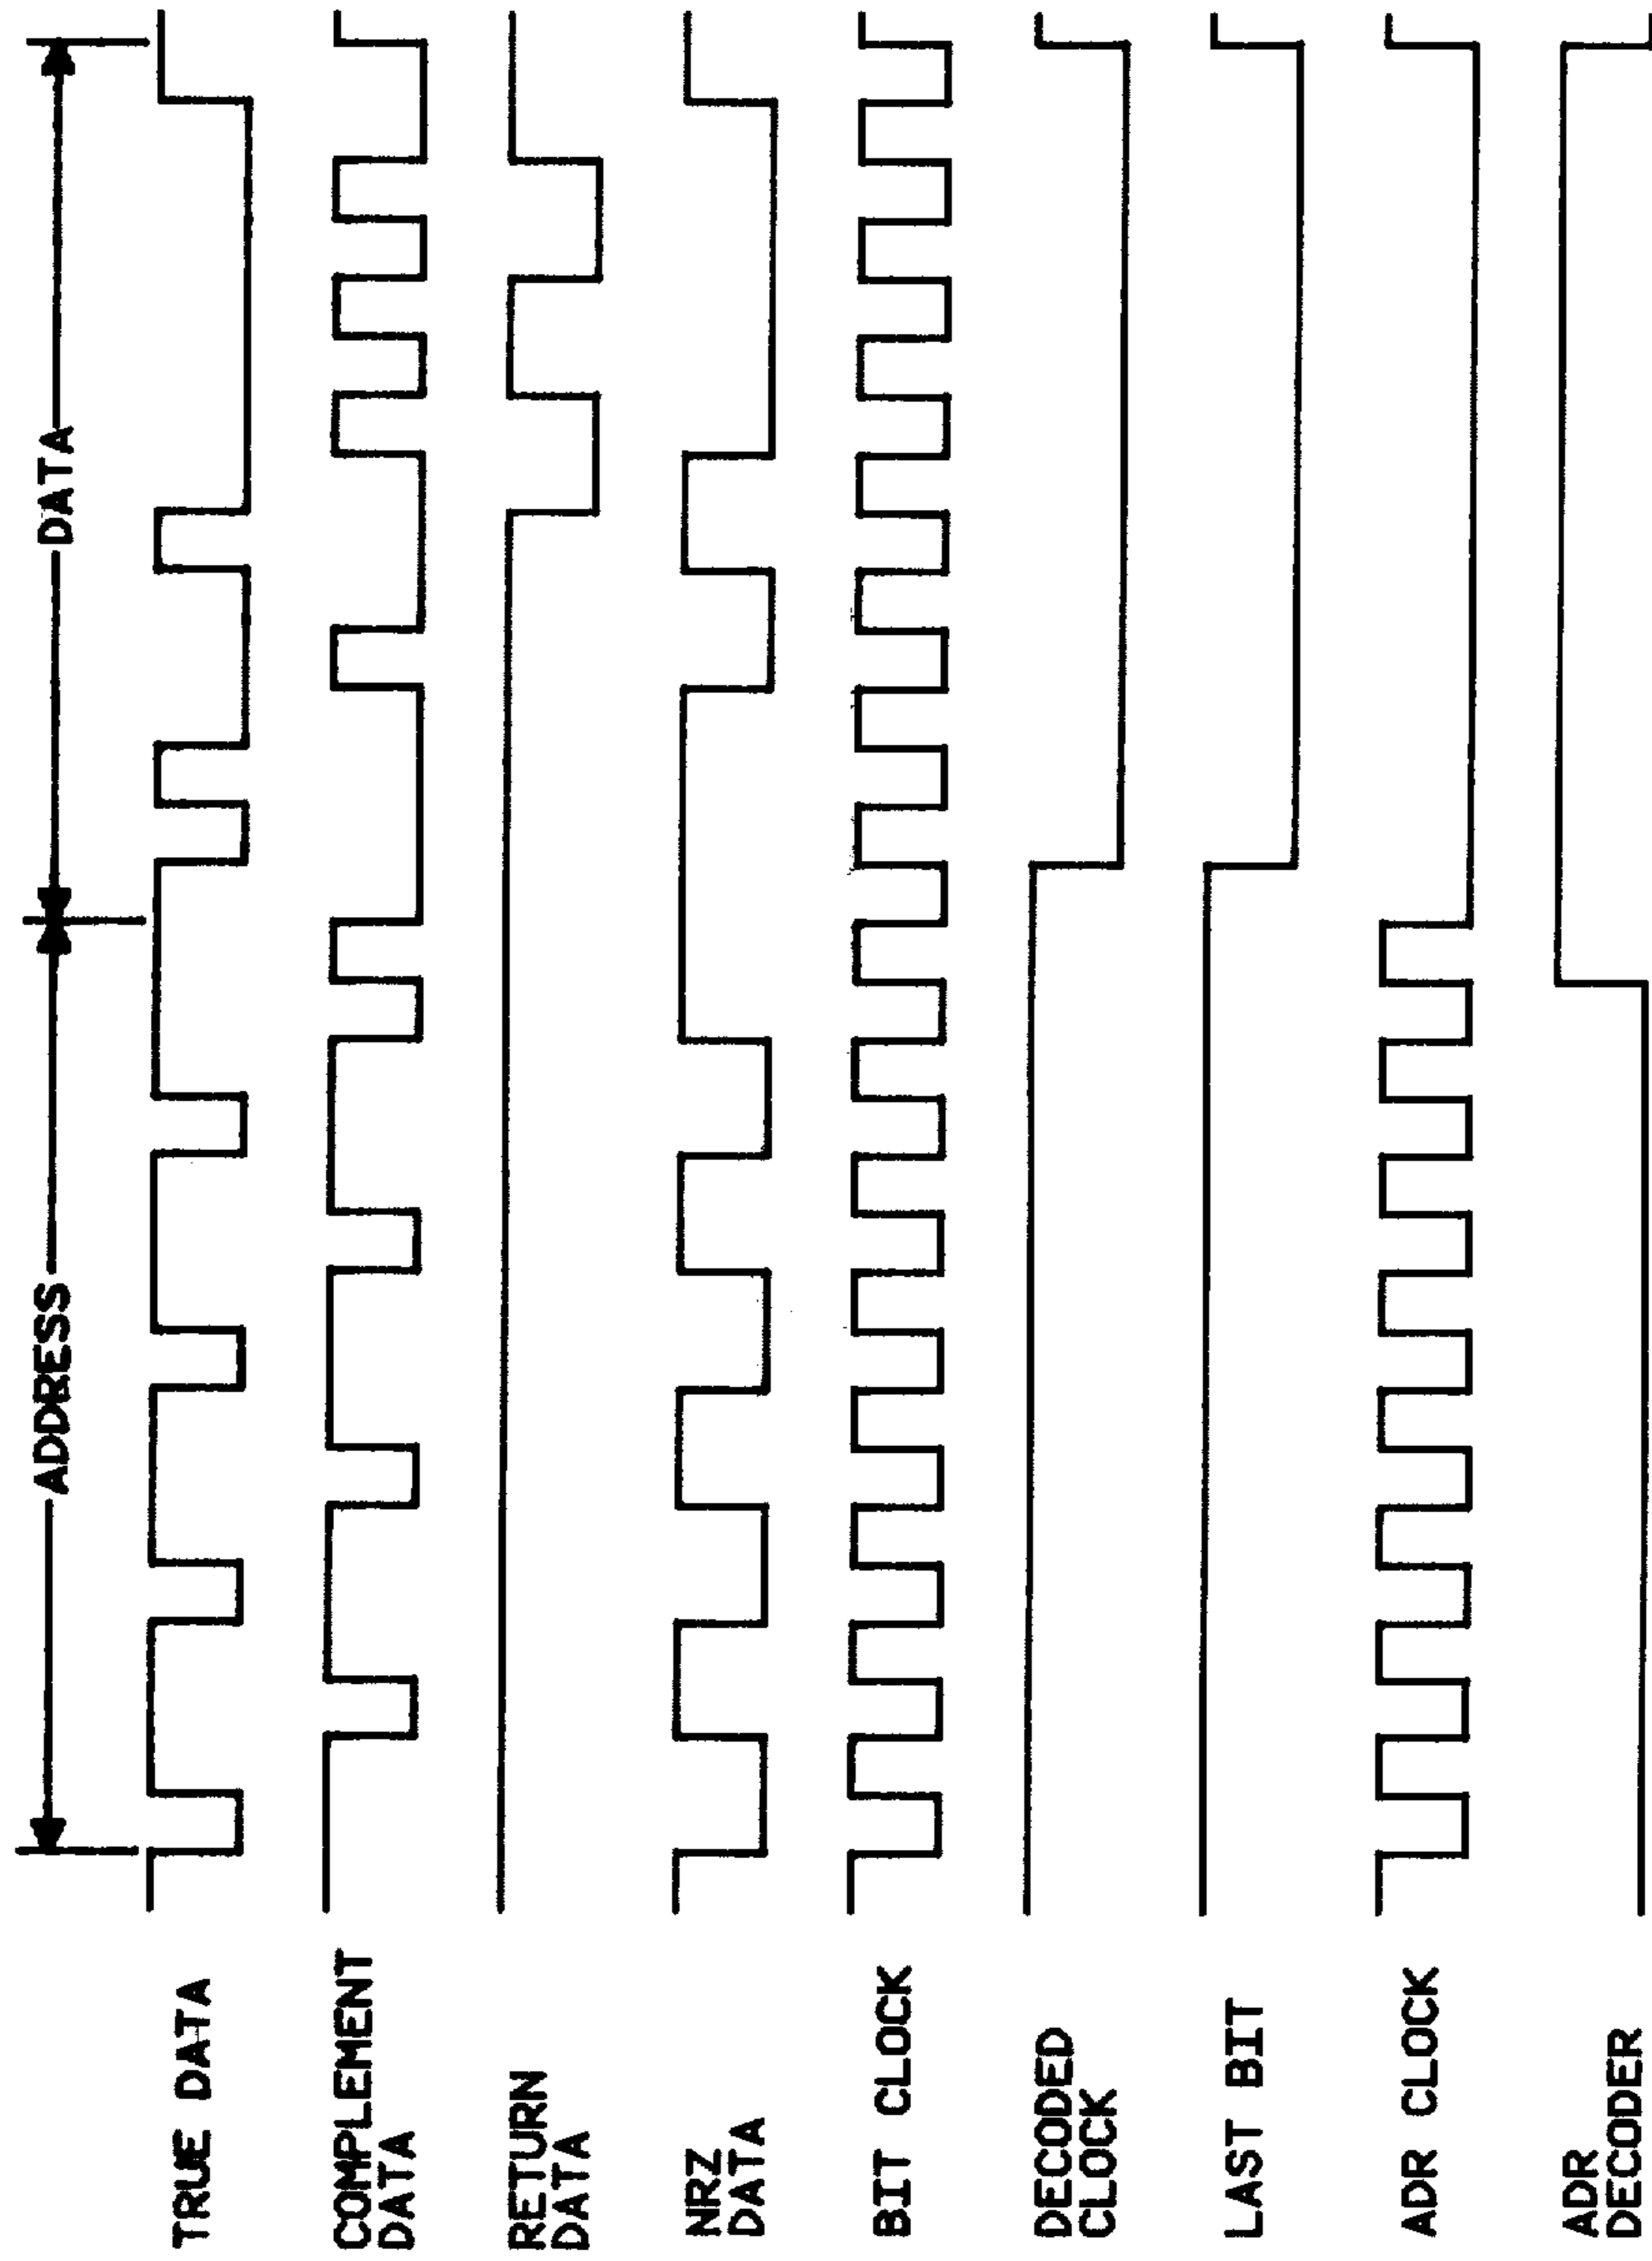 ADDRESS
DATA
TRUE DATA
COMPLEMENT
DATA
RETURN
DATA
NRZ
DATA
BIT CLOCK
DECODED
CLOCK
LAST BIT
ADR CLOCK
ADR
DECODER